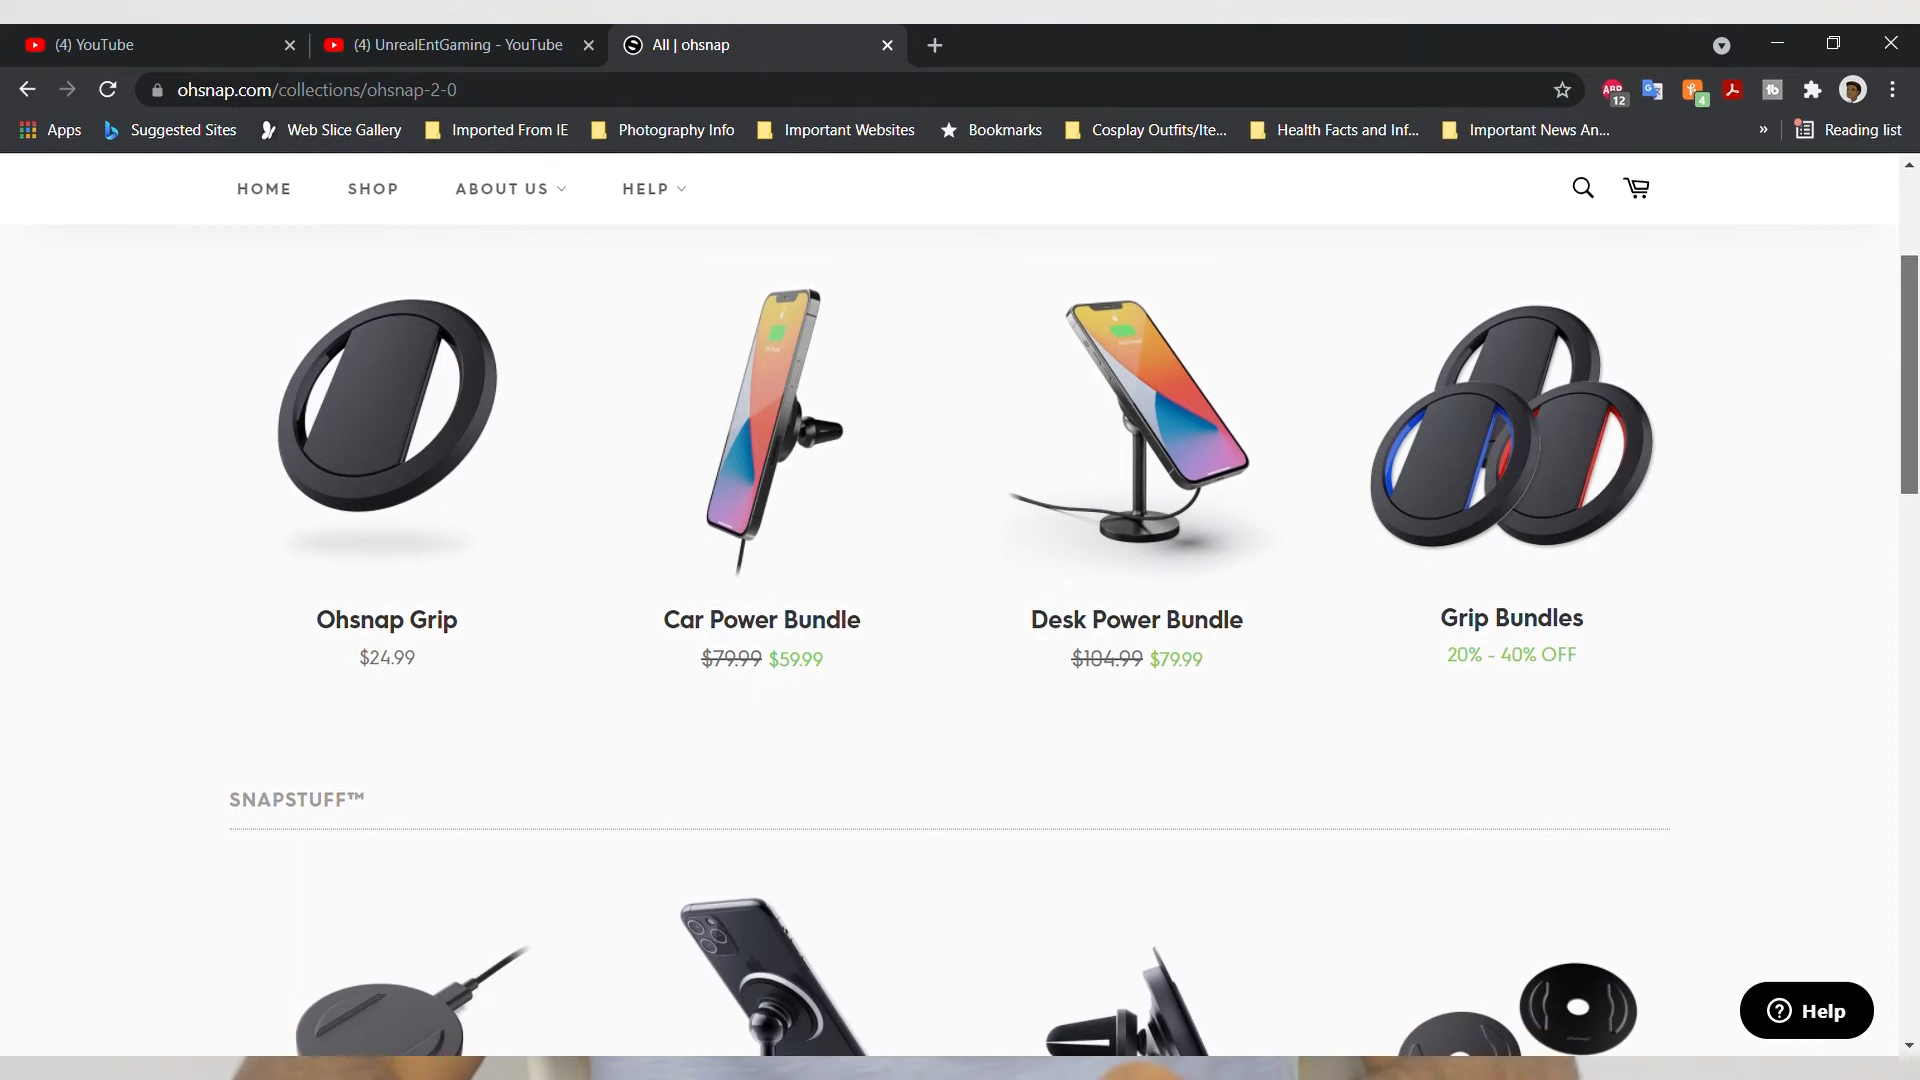 (4) YouTube
(4) UnrealEntGaming - YouTube
All | ohsnap
ohsnap.com/collections/ohsnap-2-0
ABP
12
4
Apps
Suggested Sites
Web Slice Gallery
Imported From IE
Photography Info
Important Websites
Bookmarks
Cosplay Outfits/Ite...
Health Facts and Inf...
Important News An...
»
Reading list
HOME
SHOP
ABOUT US
HELP
Ohsnap Grip
$24.99
Car Power Bundle
$79.99 $59.99
Desk Power Bundle
$104.99 $79.99
Grip Bundles
20% - 40% OFF
SNAPSTUFF™
Help